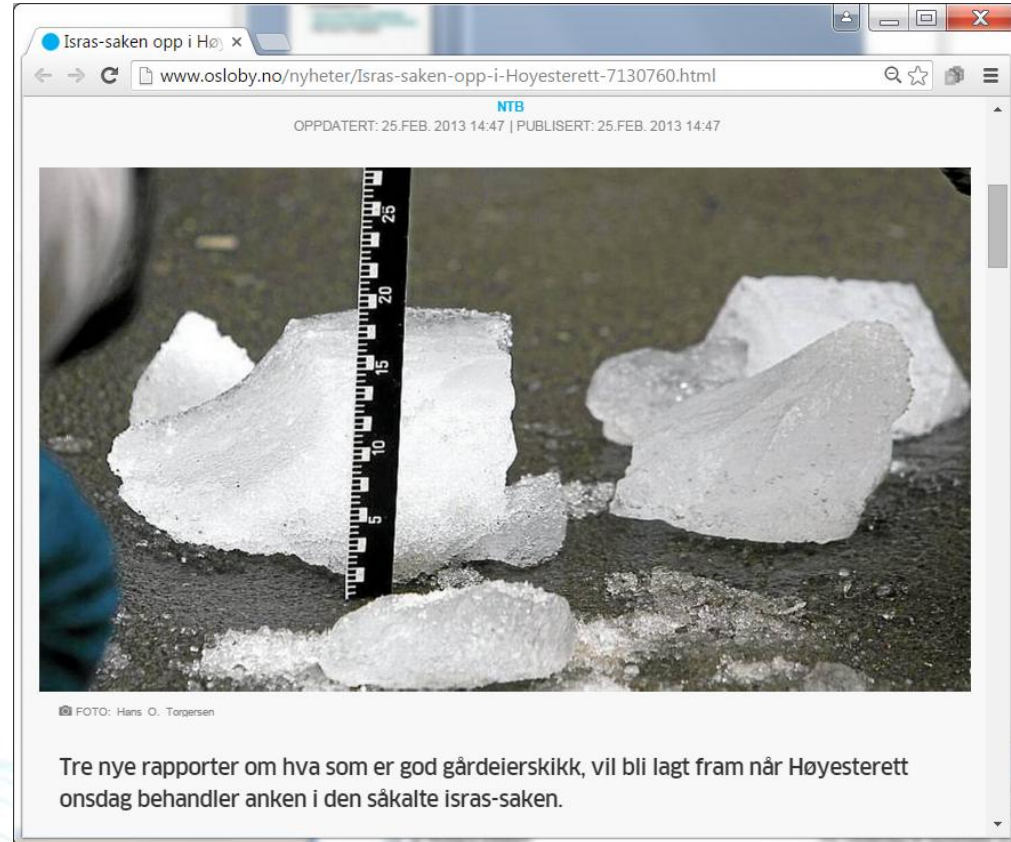 Isras-saken opp i Hø
www.osloby.no/nyheter/Isras-saken-opp-i-Hoyesterett-7130760.html
NTB
OPPDATERT: 25.FEB. 2013 14:47 | PUBLISERT: 25.FEB. 2013 14:47
25
20
15
10
5
FOTO: Hans O. Torgersen
Tre nye rapporter om hva som er god gårdeierskikk, vil bli lagt fram når Høyesterett
onsdag behandler anken i den såkalte isras-saken.